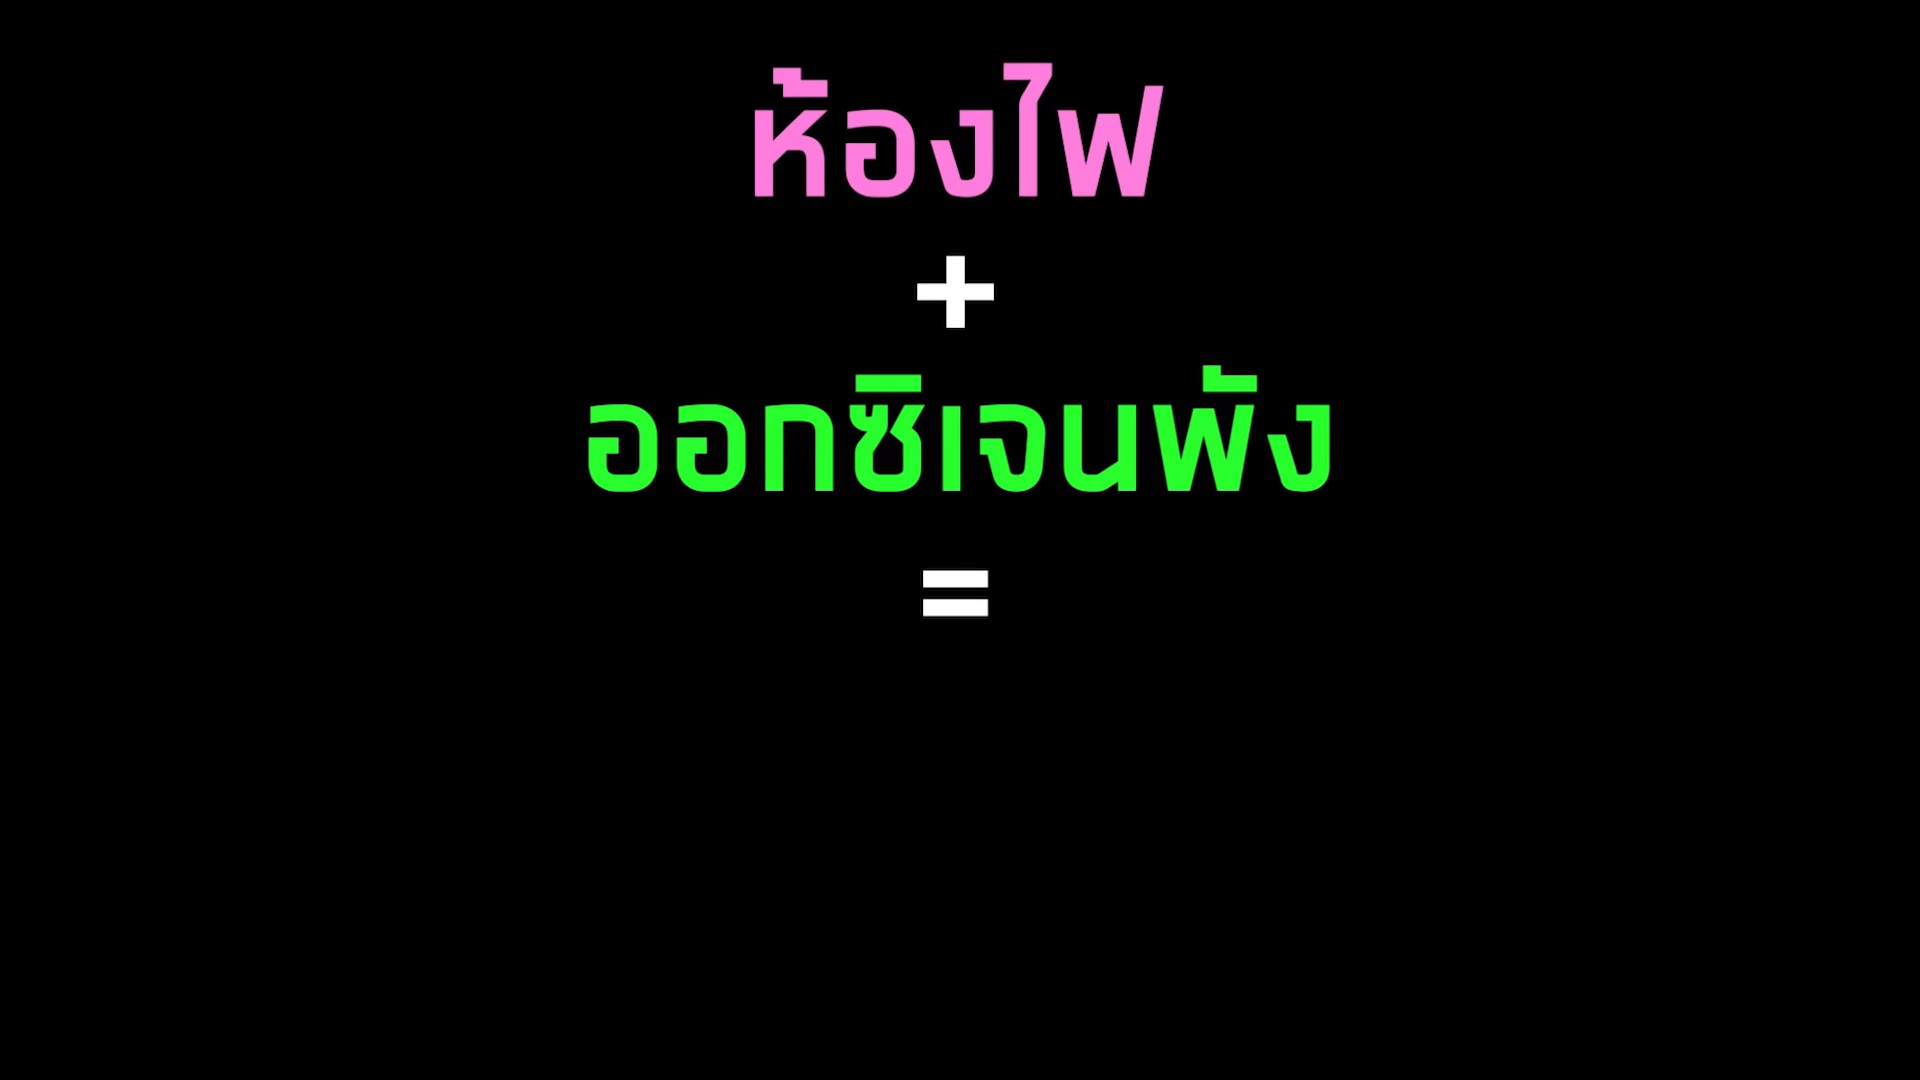 ห้องไฟ
+
ออกซิเจนพัง
=